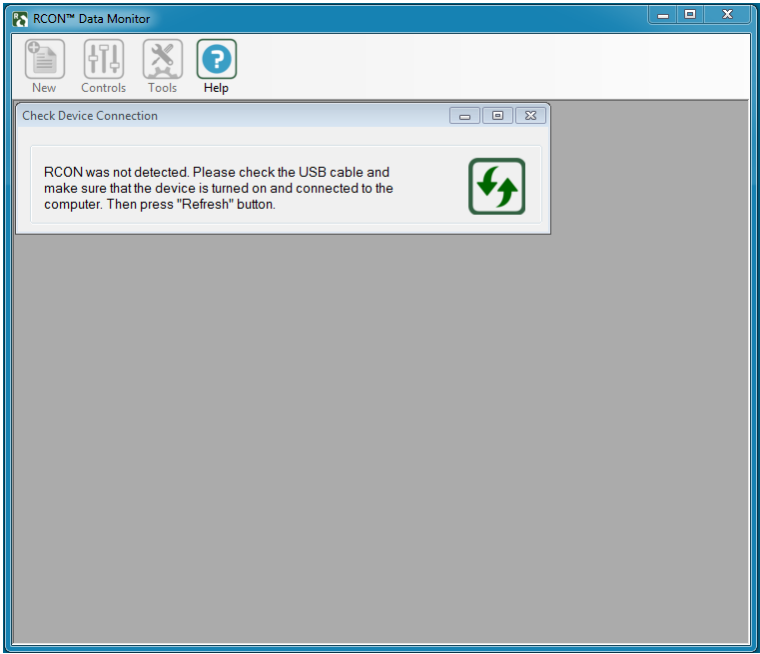 RCON™ Data Monitor
New Controls Tools Help
Check Device Connection
RCON was not detected. Please check the USB cable and
make sure that the device is turned on and connected to the
computer. Then press "Refresh" button.